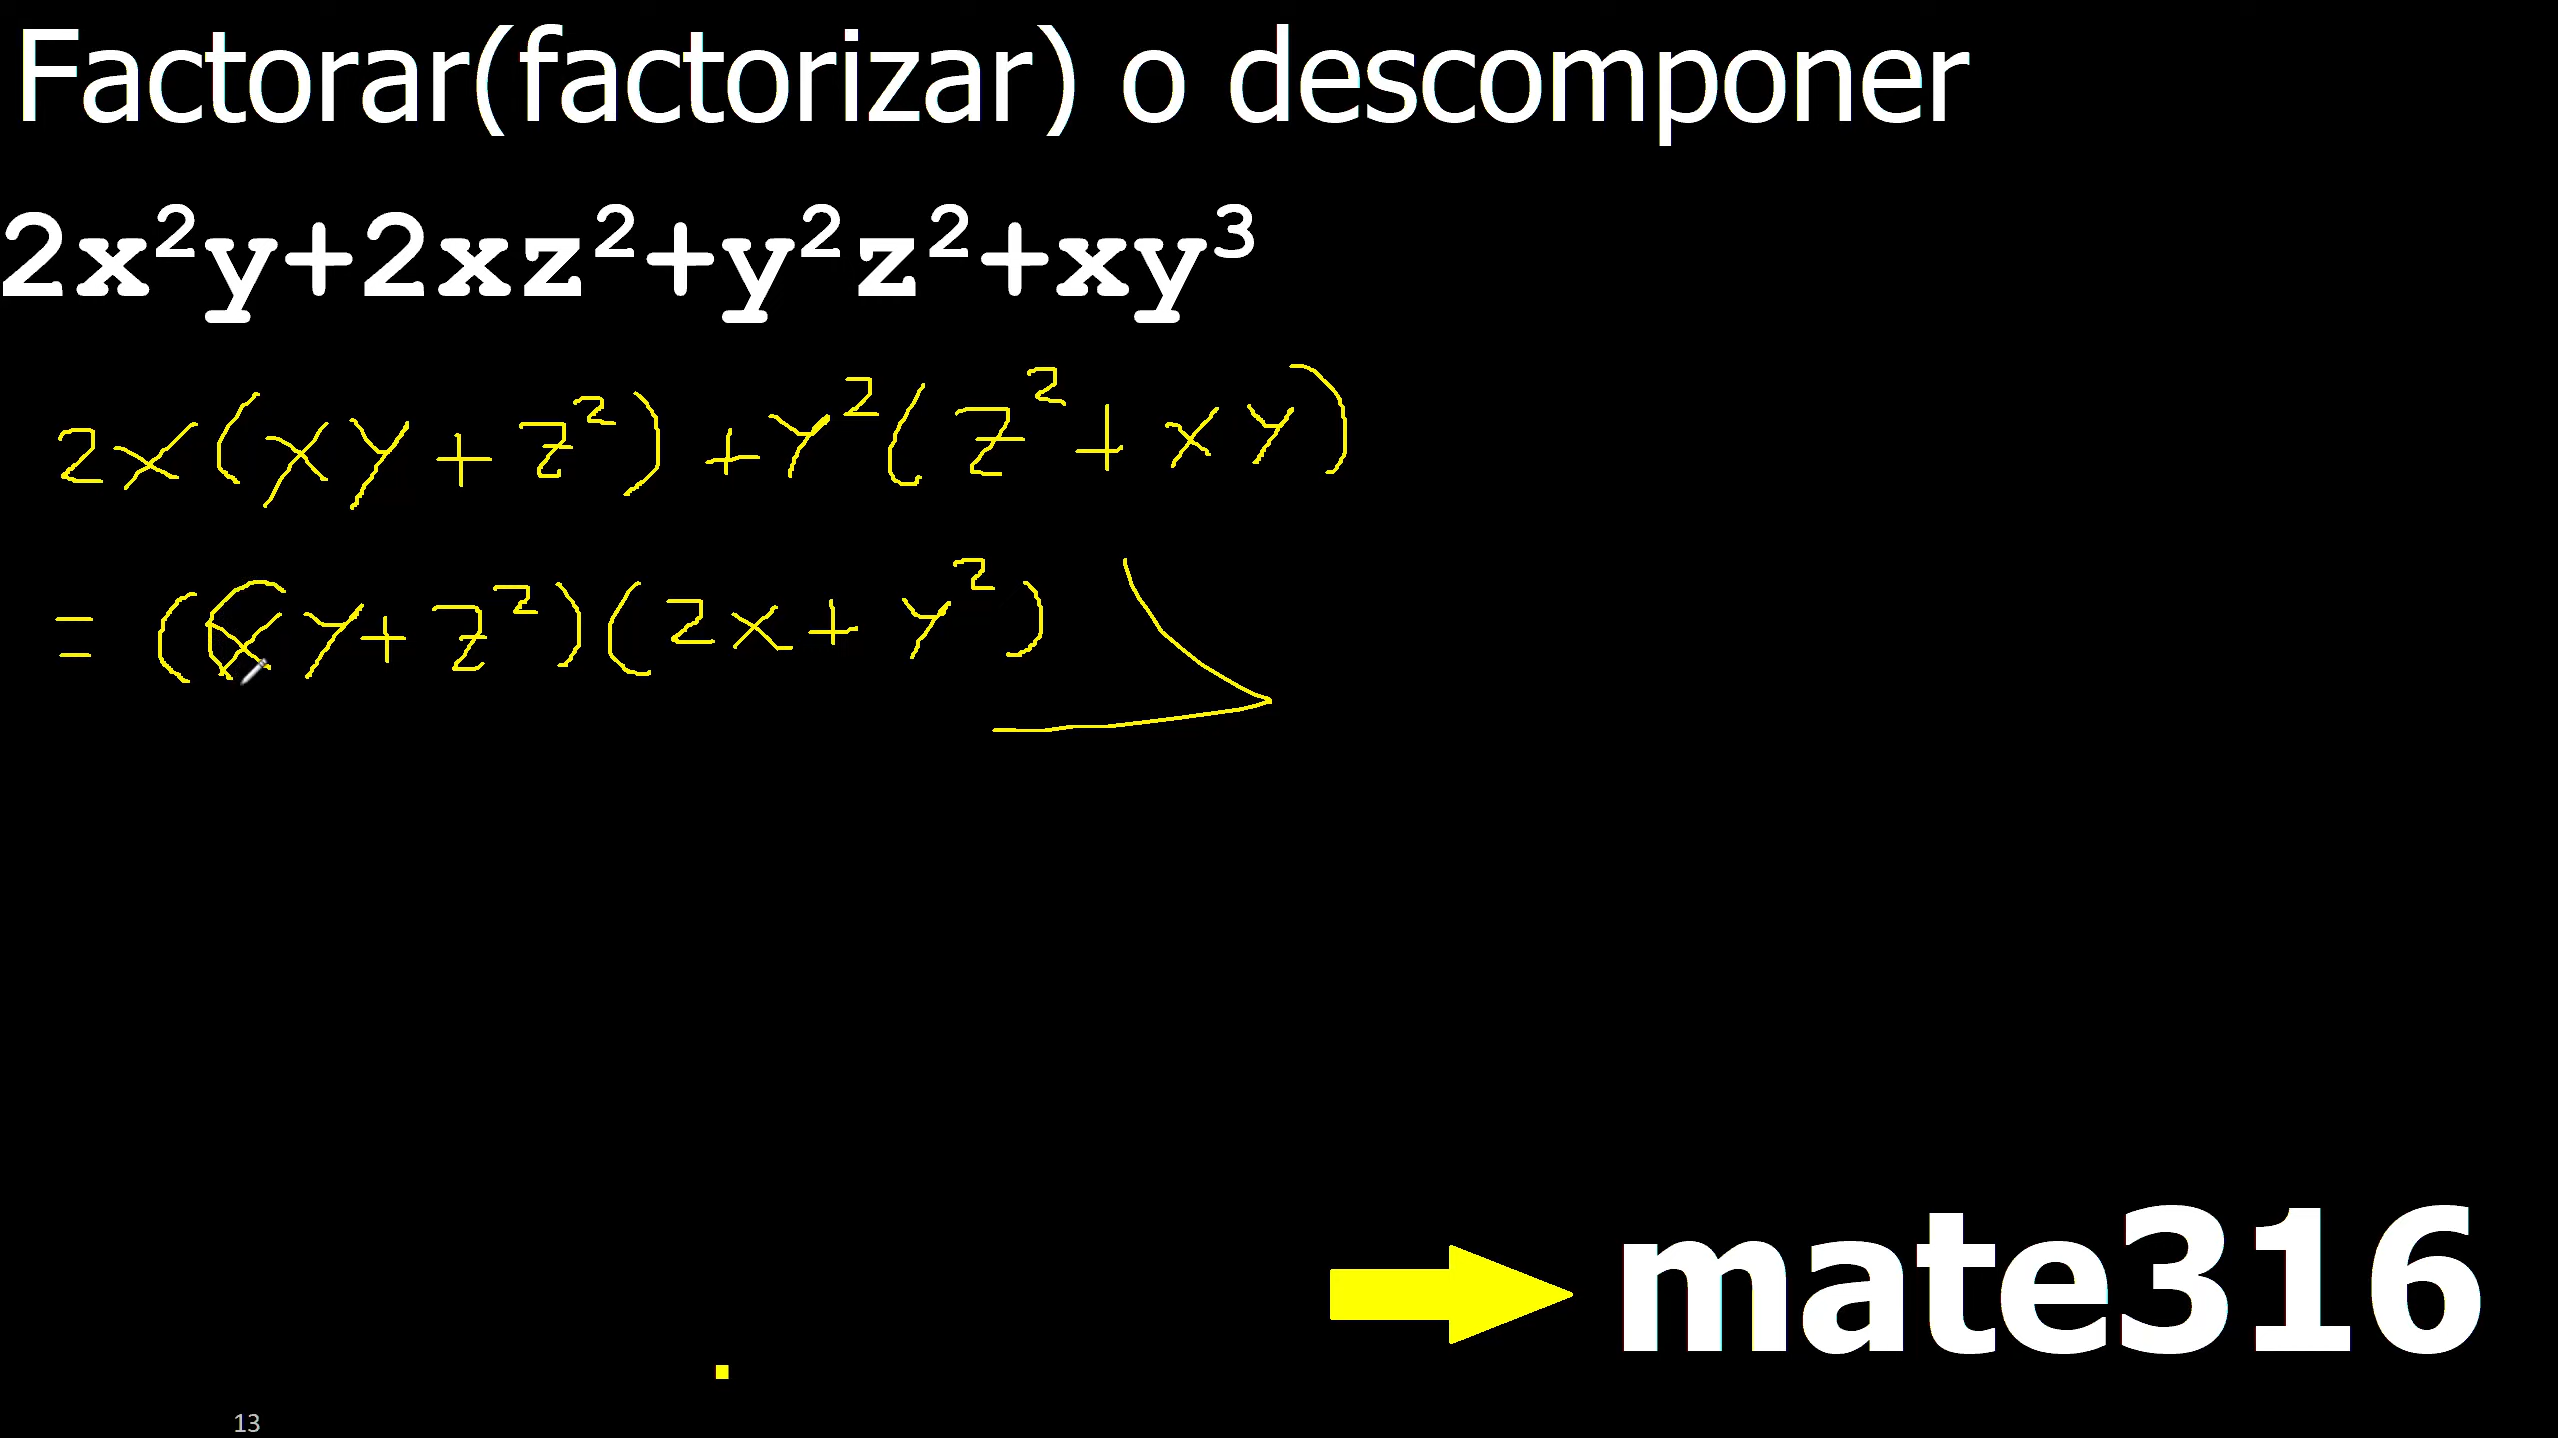 Factorar(factorizar) o descomponer
2x²y+2xz²+y²z²+xy³
2x(xy+z²)+y²(z²+xy)
=(xy+z²)(2x+y²)
mate316
13